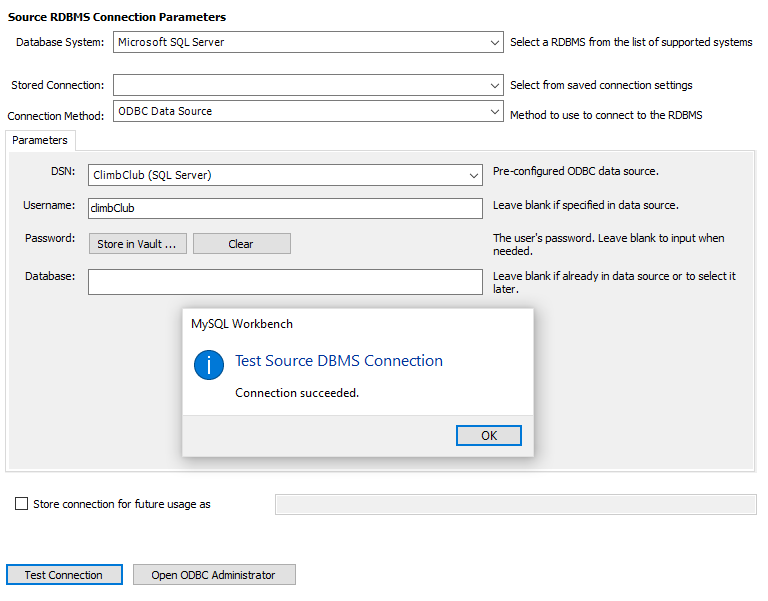 Source RDBMS Connection Parameters
Database System: Microsoft SQL Server Select a RDBMS from the list of supported systems
Stored Connection: Select from saved connection settings
Connection Method: ODBC Data Source Method to use to connect to the RDBMS
Parameters
DSN: ClimbClub (SQL Server) Pre-configured ODBC data source.
Username: climbClub Leave blank if specified in data source.
Password: Store in Vault ... Clear The user's password. Leave blank to input when
needed.
Database: Leave blank if already in data source or to select it
later.
MySQL Workbench
Test Source DBMS Connection
Connection succeeded.
OK
Store connection for future usage as
Test Connection Open ODBC Administrator